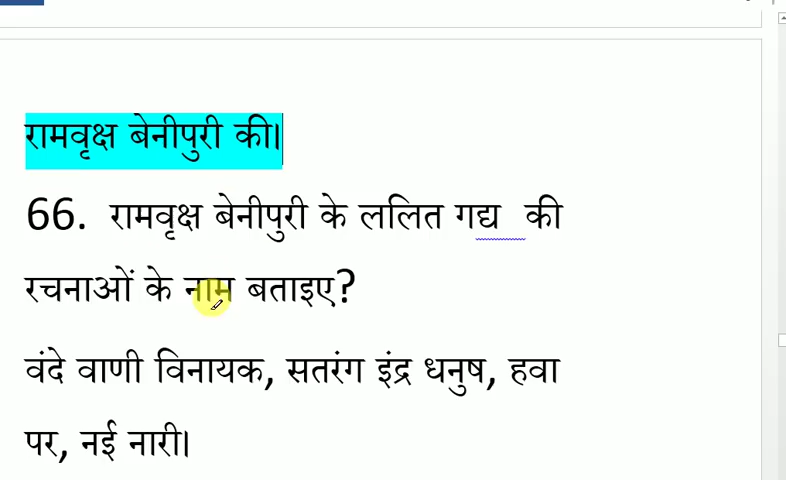 रामवृक्ष बेनीपुरी की।
66. रामवृक्ष बेनीपुरी के ललित गद्य की
रचनाओं के नाम बताइए?
वंदे वाणी विनायक, सतरंग इंद्र धनुष, हवा
पर, नई नारी।